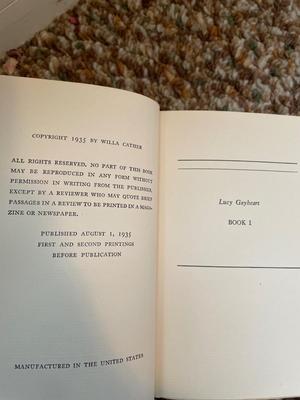 COPYRIGHT 1935 BY WILLA CATHER
ALL RIGHTS RESERVED, NO PART OF THIS BOOK
MAY BE REPRODUCED IN ANY FORM WITHOUT
PERMISSION IN WRITING FROM THE PUBLISHER,
EXCEPT BY A REVIEWER WHO MAY QUOTE BRIEF
PASSAGES IN A REVIEW TO BE PRINTED IN A MAGA-
ZINE OR NEWSPAPER.
PUBLISHED AUGUST 1, 1935
FIRST AND SECOND PRINTINGS
BEFORE PUBLICATION
MANUFACTURED IN THE UNITED STATES
Lucy Gayheart
BOOK I